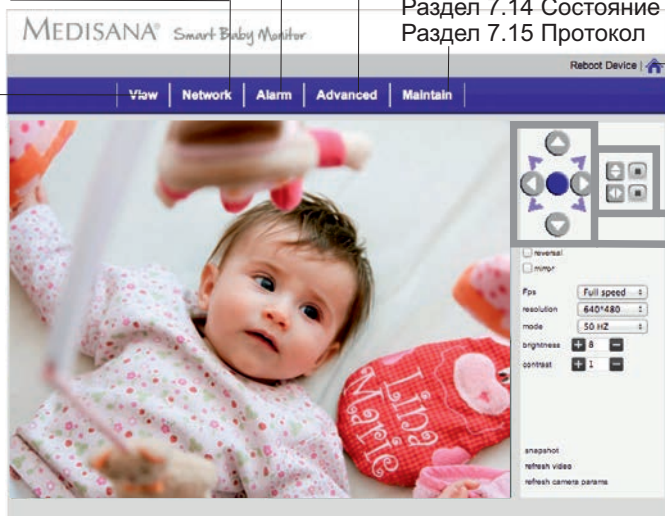 Раздел 7.14 Состояние
Раздел 7.15 Протокол
MEDISANA® Smart Baby Monitor
Reboot Device |
View | Network | Alarm | Advanced | Maintain |
reversal
mirror
Fps Full speed
resolution 640*480
mode 50 HZ
brightness + 8 -
contrast + 1 -
Lina
Marie
snapshot
refresh video
refresh camera params